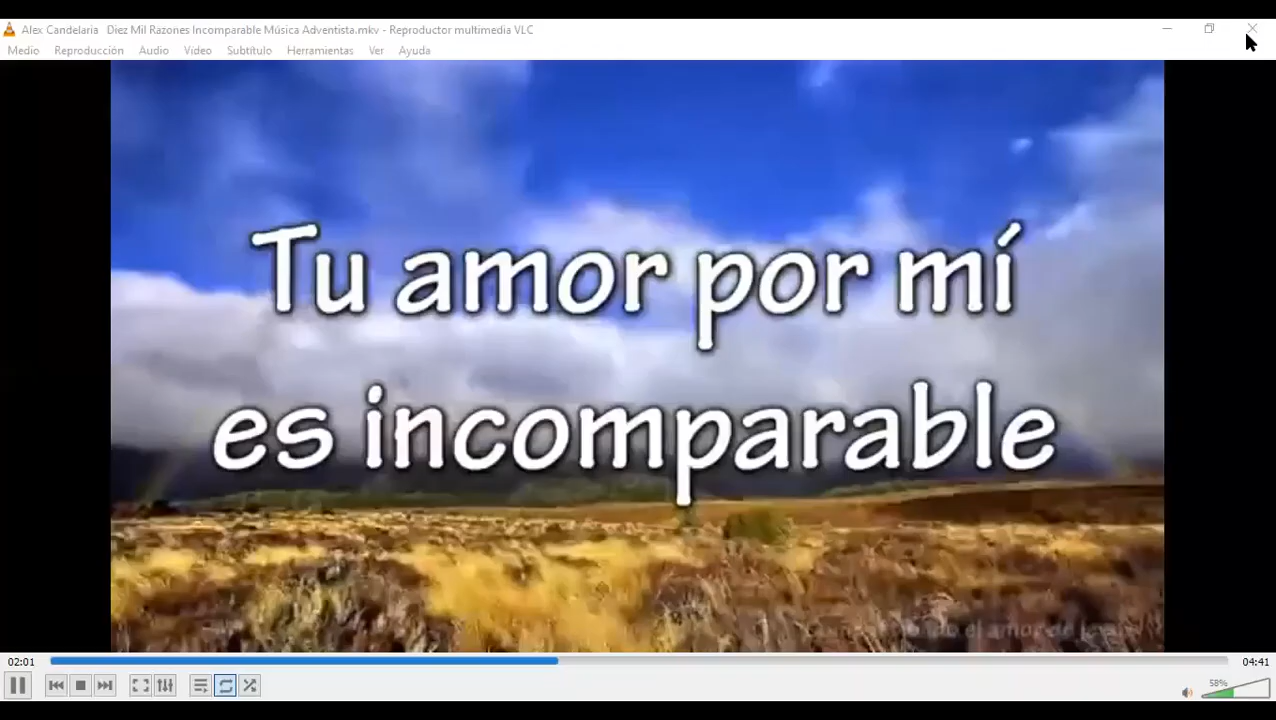 Alex Candelaria Diez Mil Razones Incomparable Música Adventista.mkv - Reproductor multimedia VLC
Medio Reproducción Audio Video Subtítulo Herramientas Ver Ayuda
Tu amor por mí
es incomparable
02:01 04:41
58%